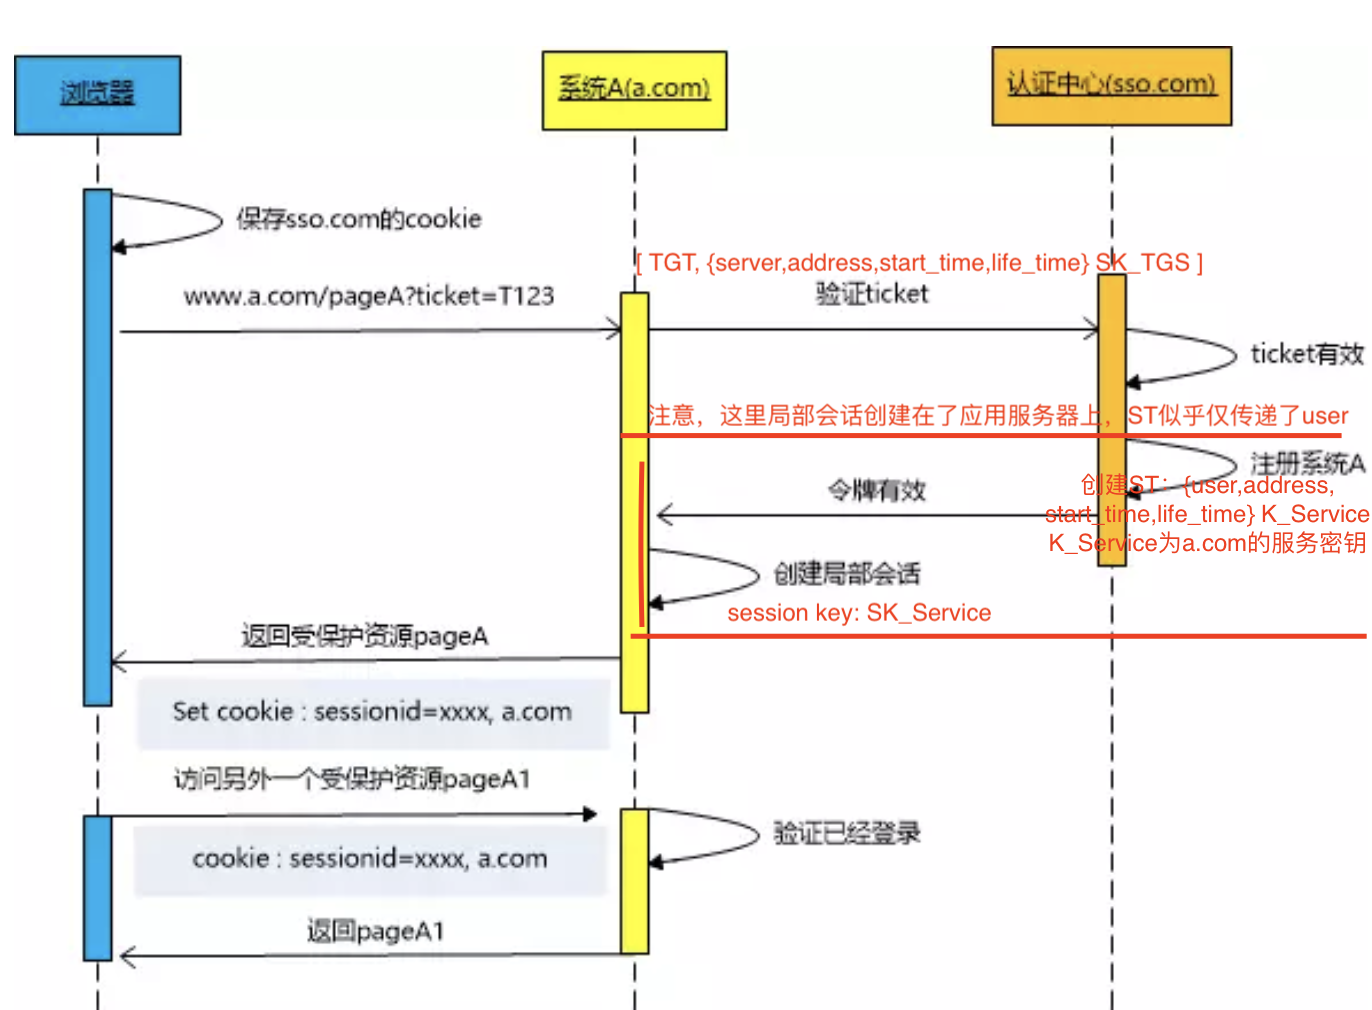 浏览器
系统A(a.com)
认证中心(sso.com)
保存sso.com的cookie
[ TGT, {server,address,start_time,life_time} SK_TGS ]
www.a.com/pageA?ticket=T123
验证ticket
ticket有效
注意，这里局部会话创建在了应用服务器上，ST似乎仅传递了user
注册系统A
令牌有效
创建ST：{user,address,
start_time,life_time} K_Service
K_Service为a.com的服务密钥
创建局部会话
session key: SK_Service
返回受保护资源pageA
Set cookie : sessionid=xxxx, a.com
访问另外一个受保护资源pageA1
验证已经登录
cookie : sessionid=xxxx, a.com
返回pageA1